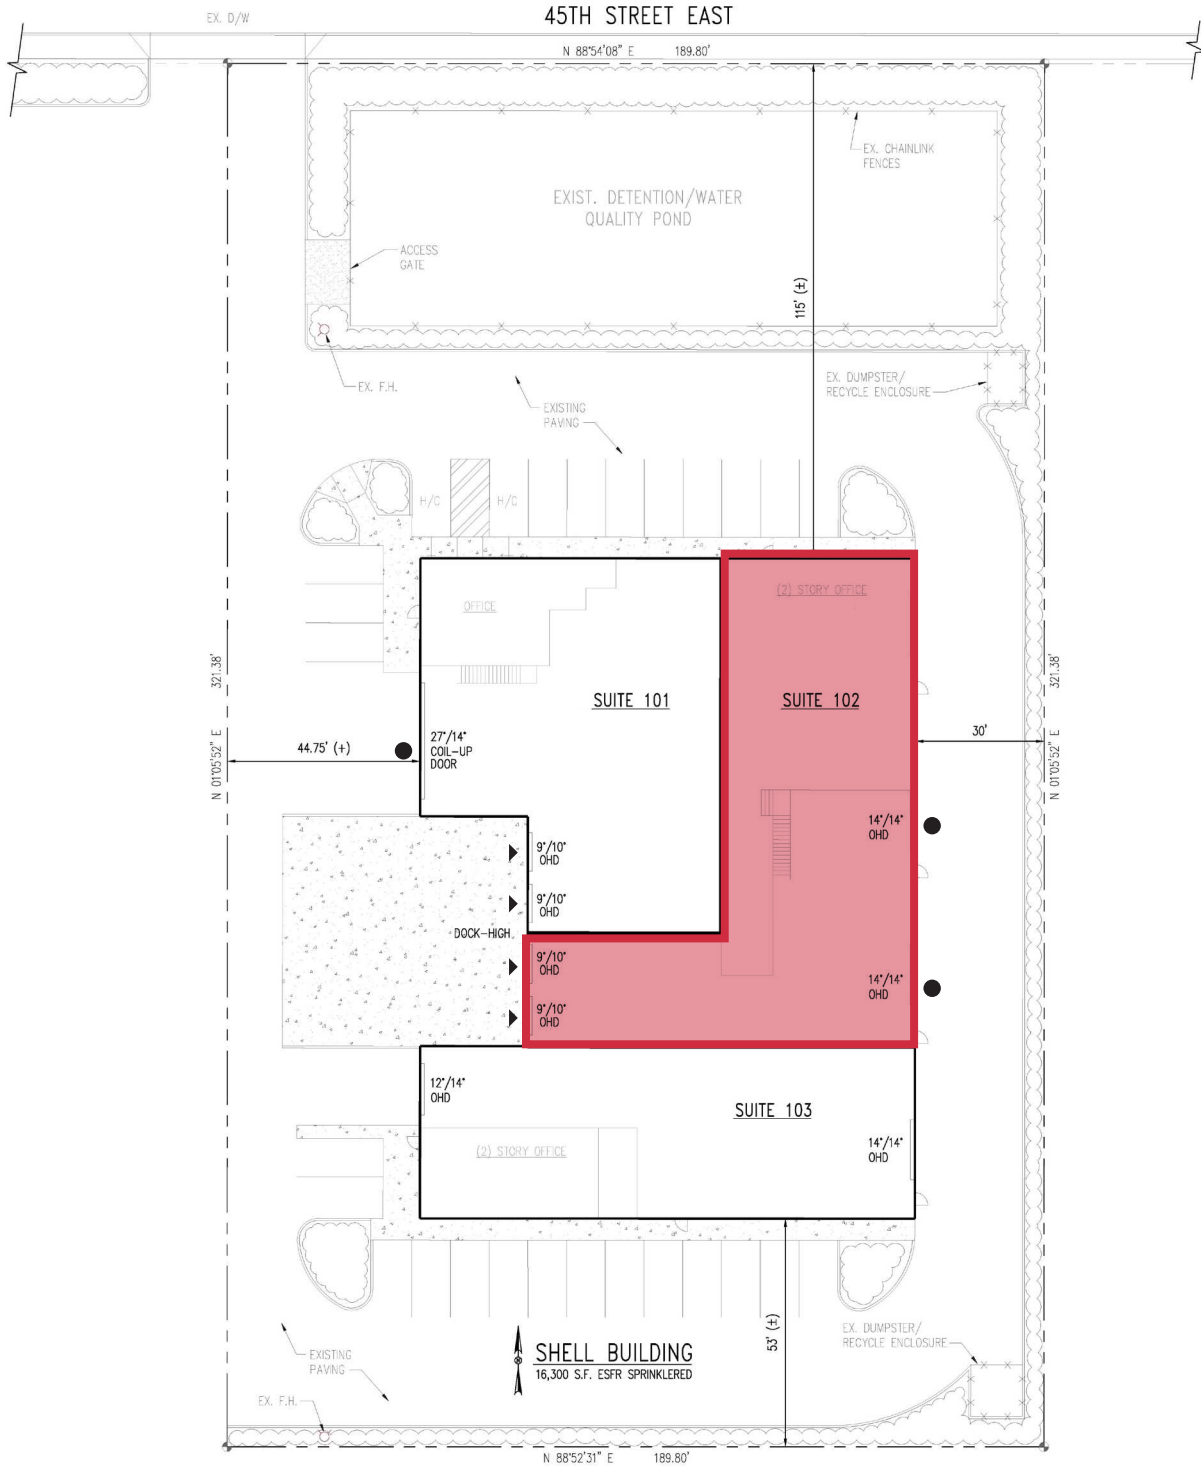 EX. D/W
45TH STREET EAST
N 88°54'08" E 189.80'
EX. CHAINLINK
FENCES
EXIST. DETENTION/WATER
QUALITY POND
ACCESS
GATE
115' (±)
EX. F.H.
EX. DUMPSTER/
RECYCLE ENCLOSURE
EXISTING
PAVING
H/C
H/C
OFFICE
(2) STORY OFFICE
SUITE 101
SUITE 102
N 01°05'52" E 321.38'
N 01°05'52" E 321.38'
44.75' (+)
27°/14°
COIL-UP
DOOR
30'
14°/14°
OHD
9°/10°
OHD
9°/10°
OHD
DOCK-HIGH
9°/10°
OHD
14°/14°
OHD
9°/10°
OHD
12°/14°
OHD
SUITE 103
14°/14°
OHD
(2) STORY OFFICE
53' (±)
EX. DUMPSTER/
RECYCLE ENCLOSURE
SHELL BUILDING
16,300 S.F. ESFR SPRINKLERED
EXISTING
PAVING
EX. F.H.
N 88°52'31" E 189.80'